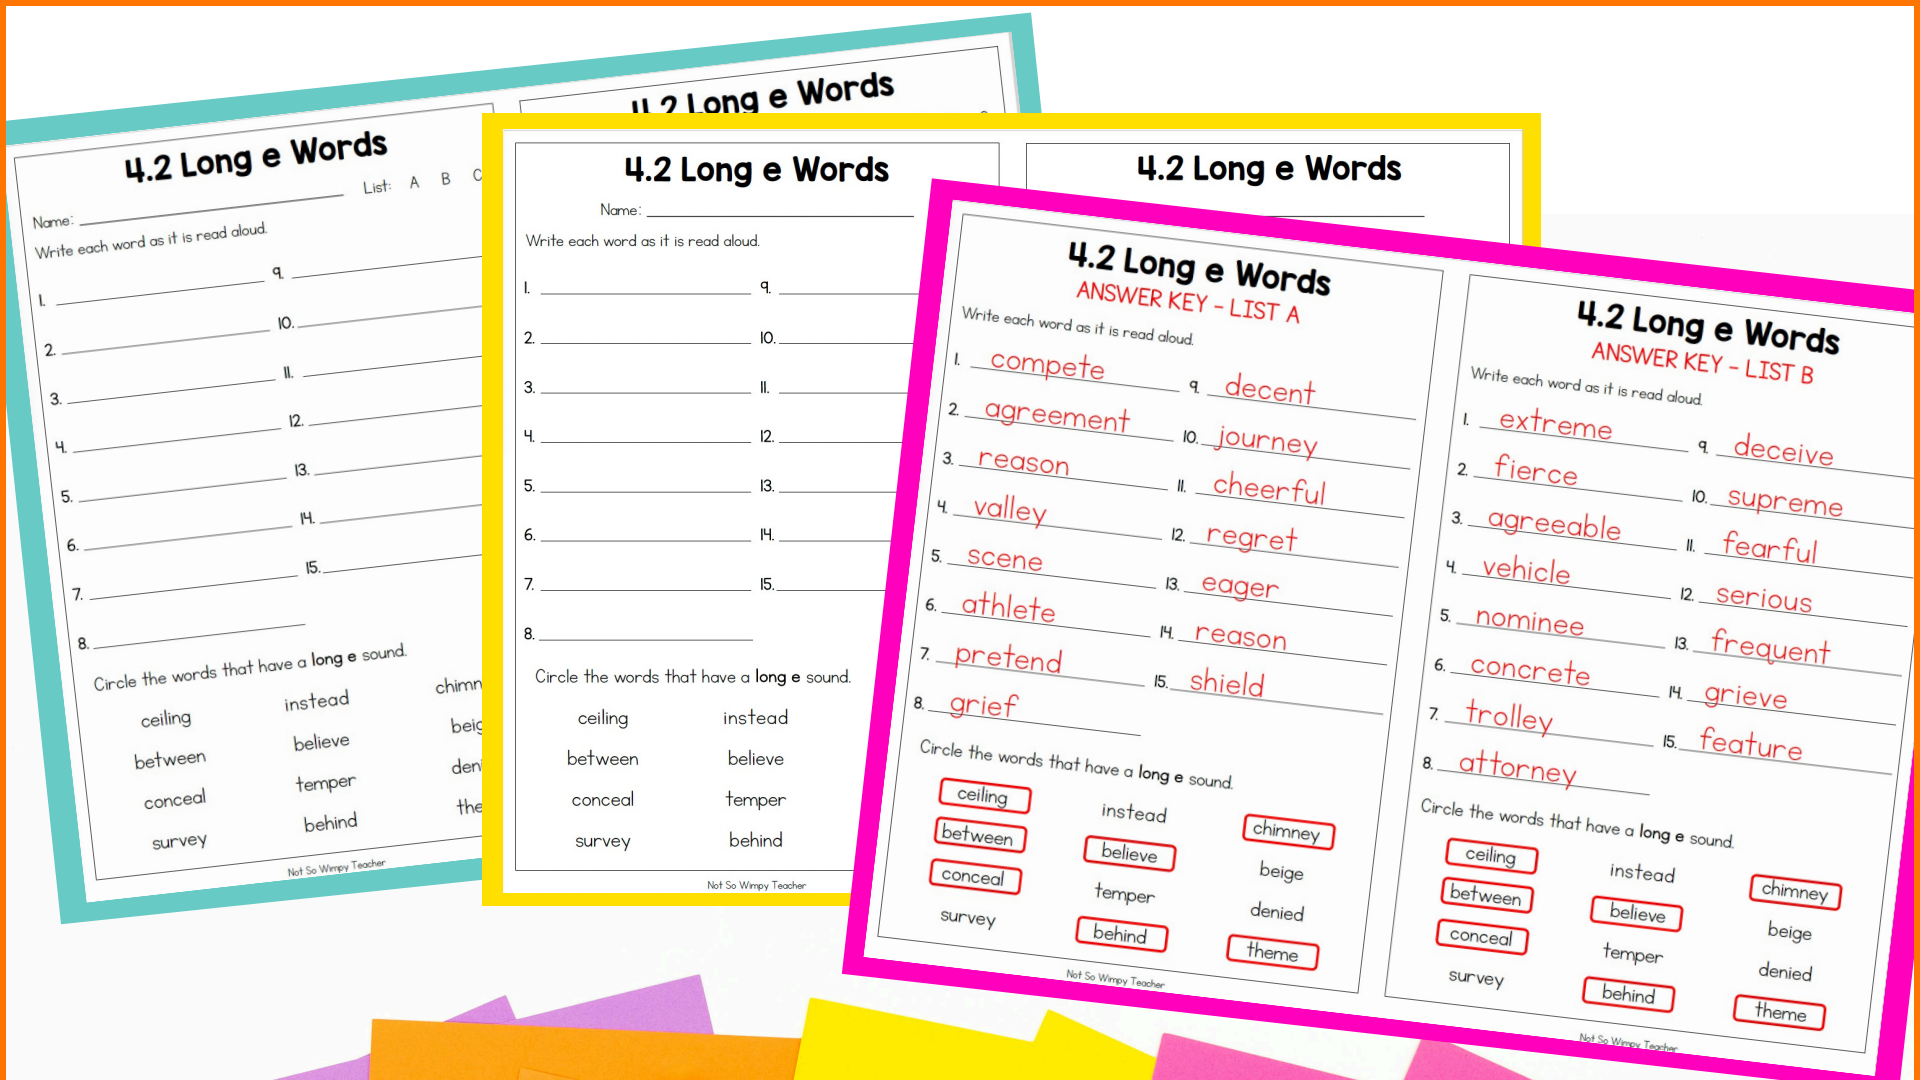 4.2 Long e Words
List: A B C
Name:
Write each word as it is read aloud.
1.
9.
2.
10.
3.
11.
4.
12.
5.
13.
6.
14.
7.
15.
8.
Circle the words that have a long e sound.
ceiling instead
between believe
conceal temper
survey behind the
Not So Wimpy Teacher
4.2 Long e Words
4.2 Long e Words
Name:
Write each word as it is read aloud.
1. 9.
2. 10.
3. 11.
4. 12.
5. 13.
6. 14.
7. 15.
8.
Circle the words that have a long e sound.
ceiling instead
between believe
conceal temper
survey behind
Not So Wimpy Teacher
4.2 Long e Words
4.2 Long e Words
ANSWER KEY - LIST A
Write each word as it is read aloud.
1. compete 9. decent
2. agreement 10. journey
3. reason 11. cheerful
4. valley 12. regret
5. scene 13. eager
6. athlete 14. reason
7. pretend 15. shield
8. grief
Circle the words that have a long e sound.
ceiling instead chimney
between believe beige
conceal temper denied
survey behind theme
Not So Wimpy Teacher
4.2 Long e Words
ANSWER KEY - LIST B
Write each word as it is read aloud.
1. extreme 9. deceive
2. fierce 10. supreme
3. agreeable 11. fearful
4. vehicle 12. serious
5. nominee 13. frequent
6. concrete 14. grieve
7. trolley 15. feature
8. attorney
Circle the words that have a long e sound.
ceiling instead chimney
between believe beige
conceal temper denied
survey behind theme
Not So Wimpy Teacher